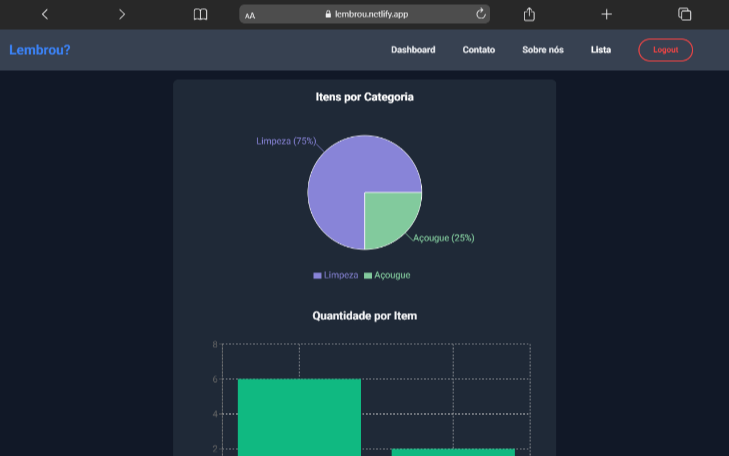 AA lembrou.netlify.app
Lembrou? Dashboard Contato Sobre nós Lista Logout
Itens por Categoria
Limpeza (75%)
Açougue (25%)
Limpeza Açougue
Quantidade por Item
8
6
4
2